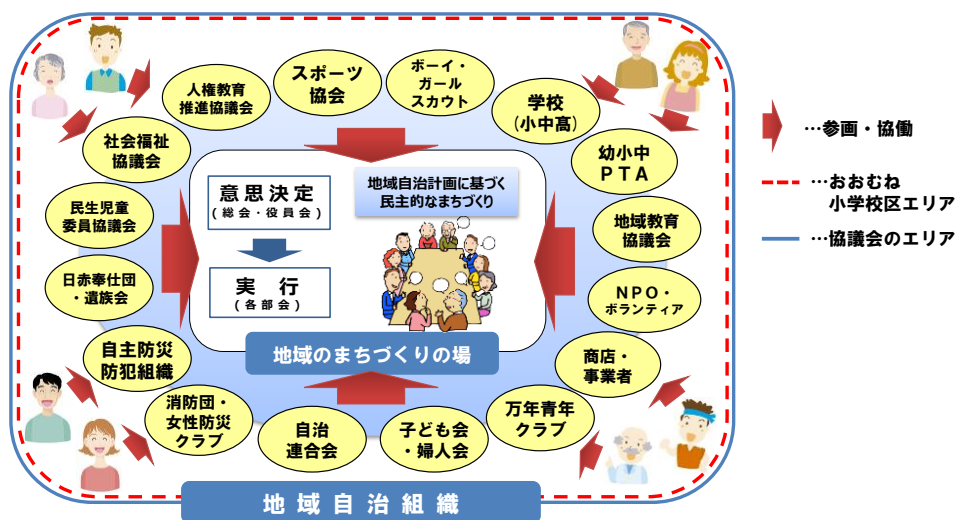 スポーツ
協会
ボーイ・
ガール
スカウト
人権教育
推進協議会
学校
(小中高)
社会福祉
協議会
幼小中
PTA
民生児童
委員協議会
地域教育
協議会
日赤奉仕団
・遺族会
NPO・
ボランティア
自主防災
防犯組織
商店・
事業者
消防団・
女性防災
クラブ
万年青年
クラブ
自治
連合会
子ども会
・婦人会
意思決定
(総会・役員会)
実 行
(各部会)
地域自治計画に基づく
民主的なまちづくり
地域のまちづくりの場
地域自治組織
…参画・協働
…おおむね
小学校区エリア
…協議会のエリア